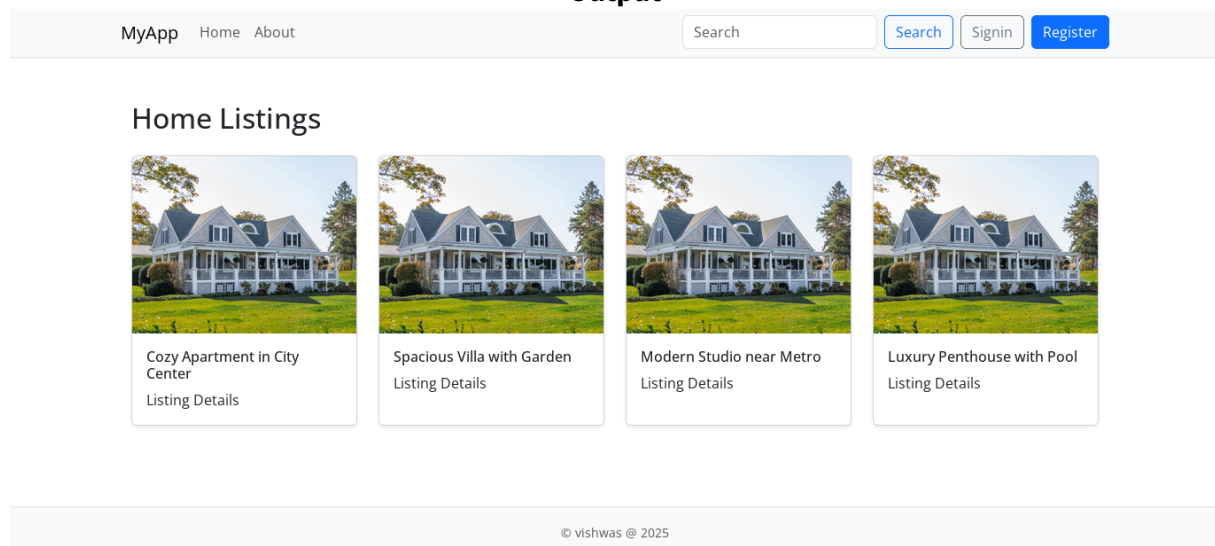 Output
MyApp Home About Search Search Signin Register
Home Listings
Cozy Apartment in City
Center
Listing Details
Spacious Villa with Garden
Listing Details
Modern Studio near Metro
Listing Details
Luxury Penthouse with Pool
Listing Details
© vishwas @ 2025